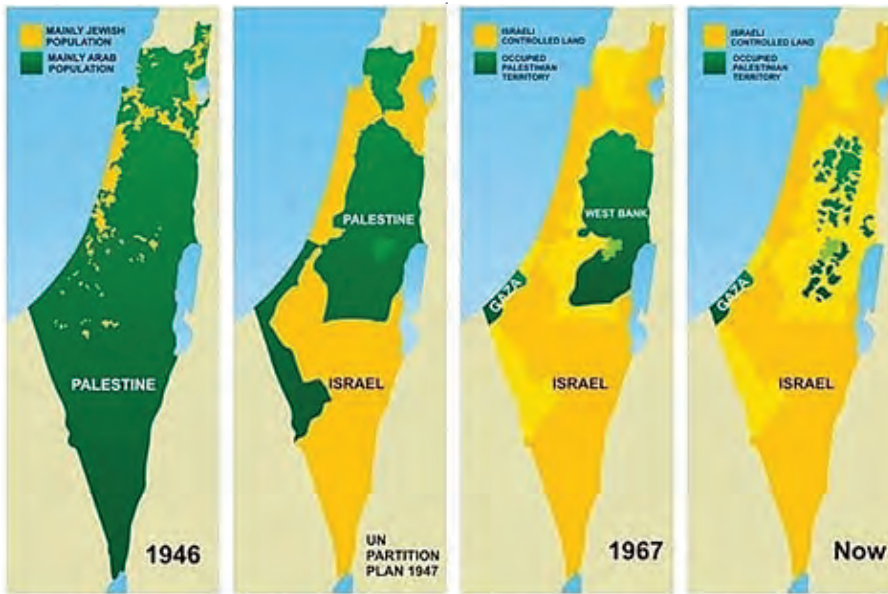 MAINLY JEWISH
POPULATION
MAINLY ARAB
POPULATION
PALESTINE
1946
PALESTINE
ISRAEL
UN
PARTITION
PLAN 1947
ISRAELI
CONTROLLED LAND
OCCUPIED
PALESTINIAN
TERRITORY
WEST BANK
GAZA
ISRAEL
1967
ISRAELI
CONTROLLED LAND
OCCUPIED
PALESTINIAN
TERRITORY
GAZA
ISRAEL
Now